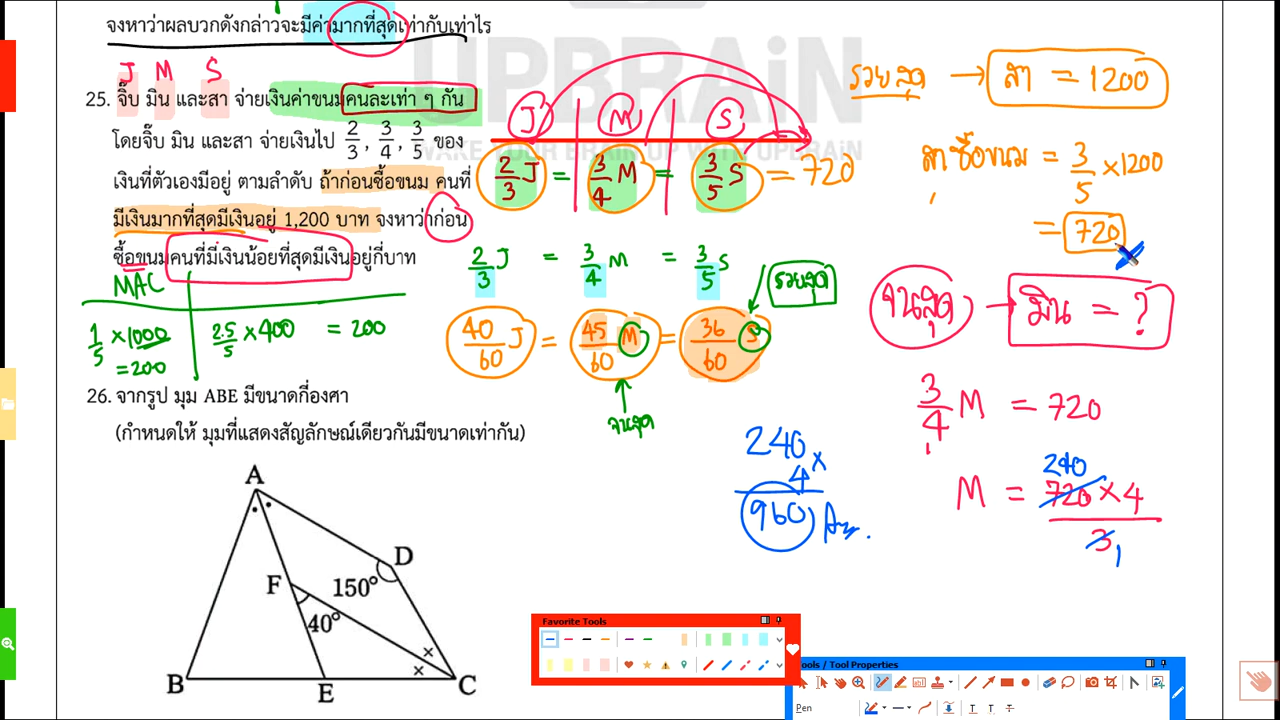 จงหาว่าผลบวกดังกล่าวจะมีค่ามากที่สุดเท่ากับเท่าไร
UPBRAiN
MAKE YOUR BRAIN UP WITH UPBRAIN
J M S
25. จิ๊บ มิน และสา จ่ายเงินค่าขนมคนละเท่า ๆ กัน
โดยจิ๊บ มิน และสา จ่ายเงินไป 2/3, 3/4, 3/5 ของ
เงินที่ตัวเองมีอยู่ ตามลำดับ ถ้าก่อนซื้อขนม คนที่
มีเงินมากที่สุดมีเงินอยู่ 1,200 บาท จงหาว่าก่อน
ซื้อขนมคนที่มีเงินน้อยที่สุดมีเงินอยู่กี่บาท
MAC
1/5 × 1000
= 200
25/5 × 400 = 200
J M S
2/3 J = 3/4 M = 3/5 S = 720
2/3 J = 3/4 M = 3/5 S
รวยสุด
40/60 J = 45/60 M = 36/60 S
จนสุด
รวยสุด → สา = 1200
สาซื้อขนม = 3/5 × 1200
= 720
จนสุด → มิน = ?
3/4 M = 720
1
240
M = 720 × 4
3 1
240 ×
4
960 Ans.
26. จากรูป มุม ABE มีขนาดกี่องศา
(กำหนดให้ มุมที่แสดงสัญลักษณ์เดียวกันมีขนาดเท่ากัน)
A
D
F
150°
40°
× ×
B
E
C
Favorite Tools
ools / Tool Properties
Pen